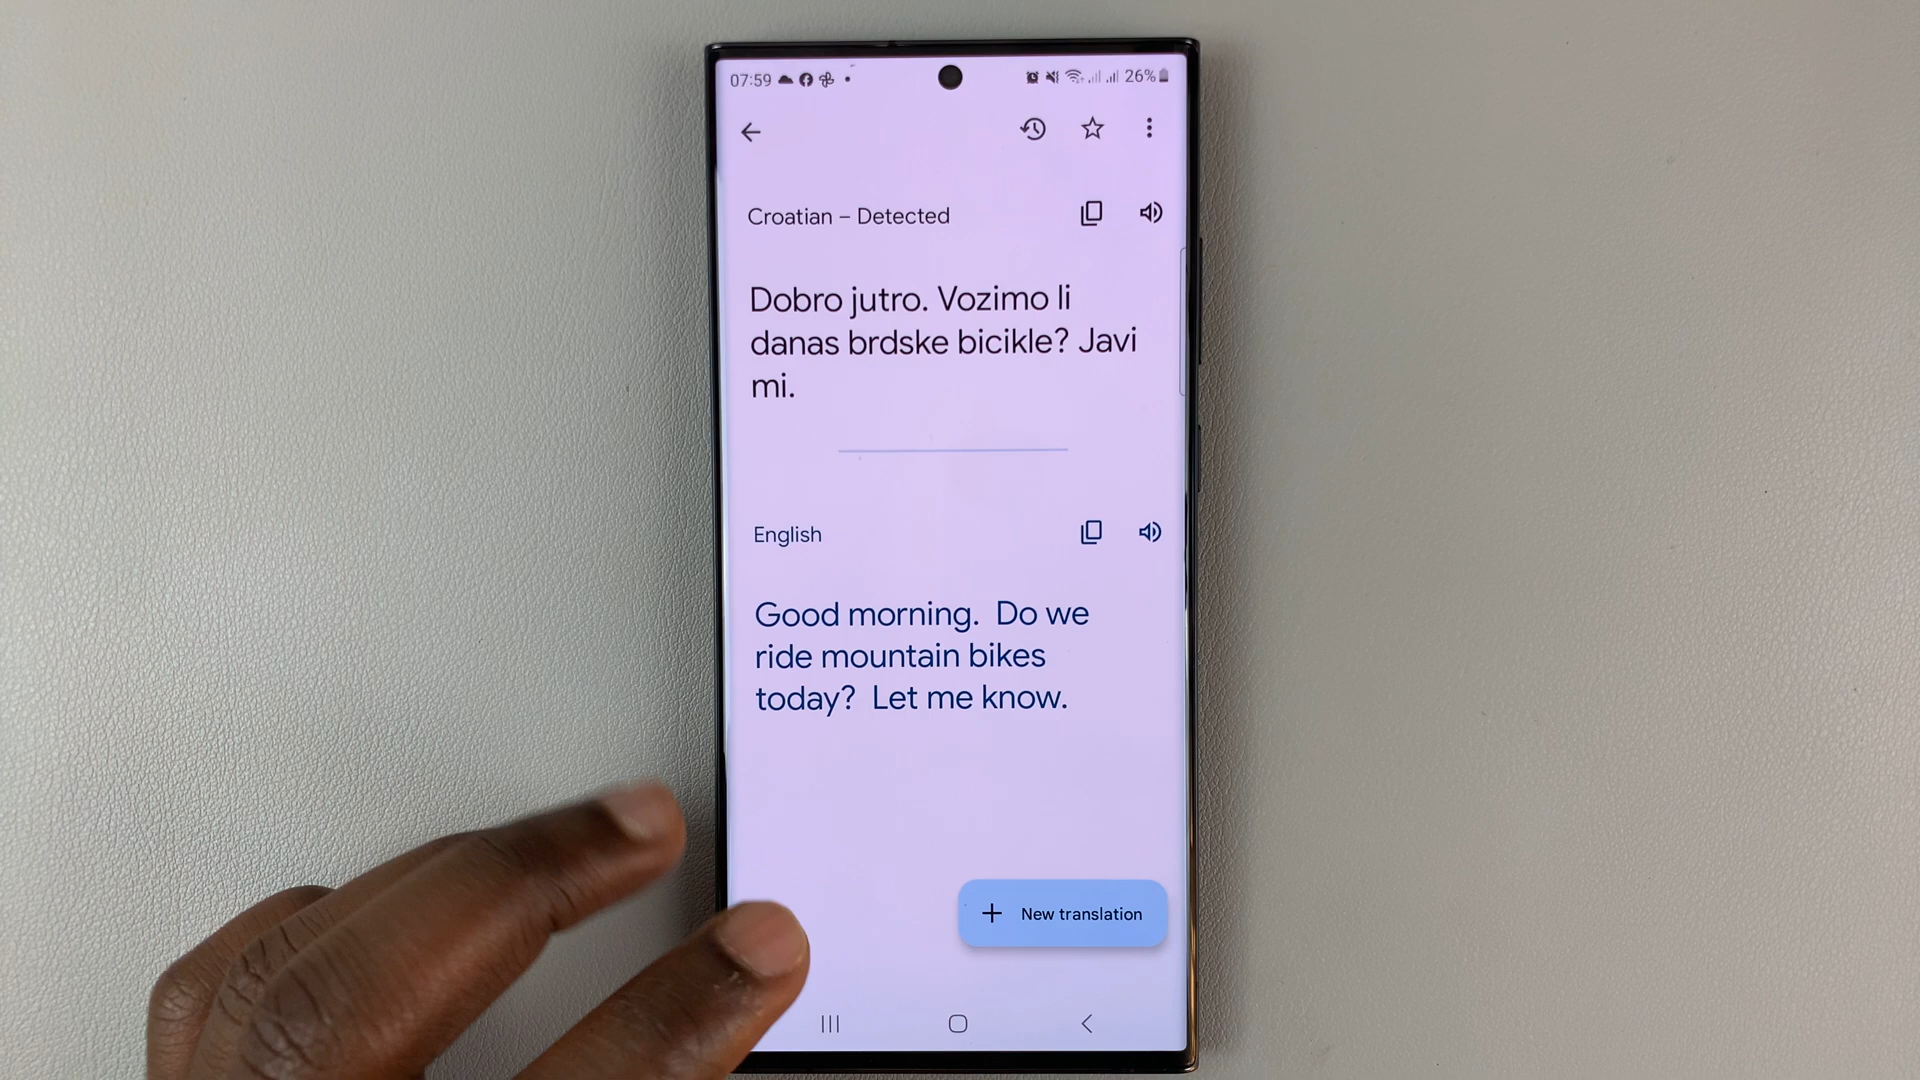 07:59 26%
Croatian – Detected
Dobro jutro. Vozimo li
danas brdske bicikle? Javi
mi.
English
Good morning. Do we
ride mountain bikes
today? Let me know.
+ New translation